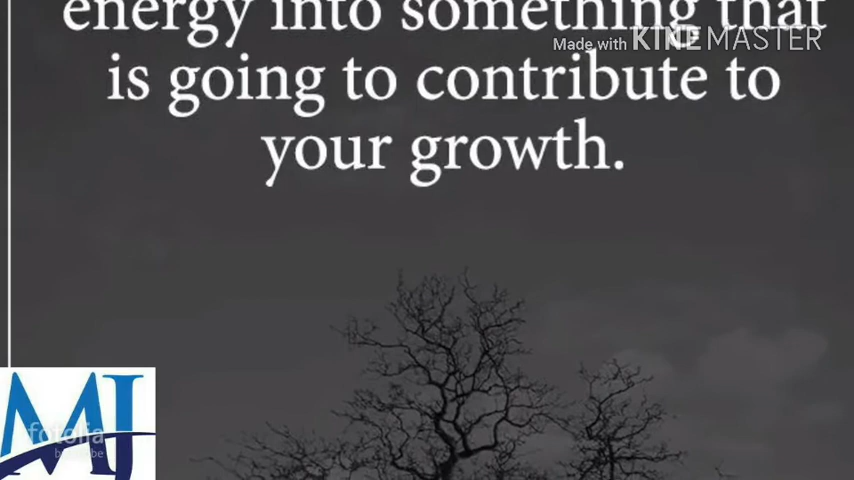 energy into something that
Made with KINEMASTER
is going to contribute to
your growth.
MJ
fotolia